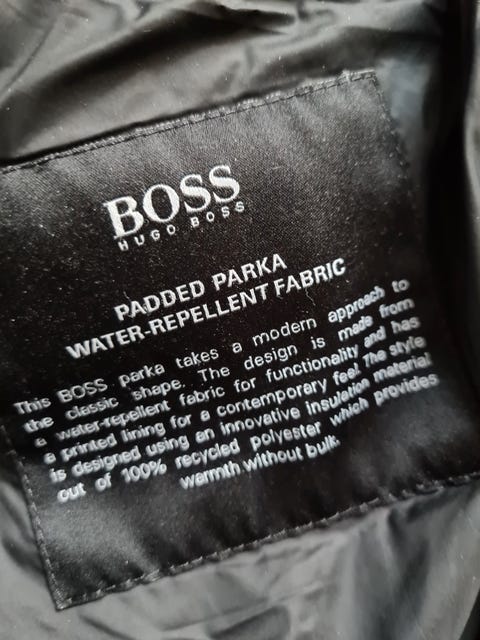 BOSS
HUGO BOSS
PADDED PARKA
WATER-REPELLENT FABRIC
This BOSS parka takes a modern approach to
the classic shape. The design is made from
a water-repellent fabric for functionality and has
a printed lining for a contemporary feel. The style
is designed using an innovative insulation material
out of 100% recycled polyester which provides
warmth without bulk.